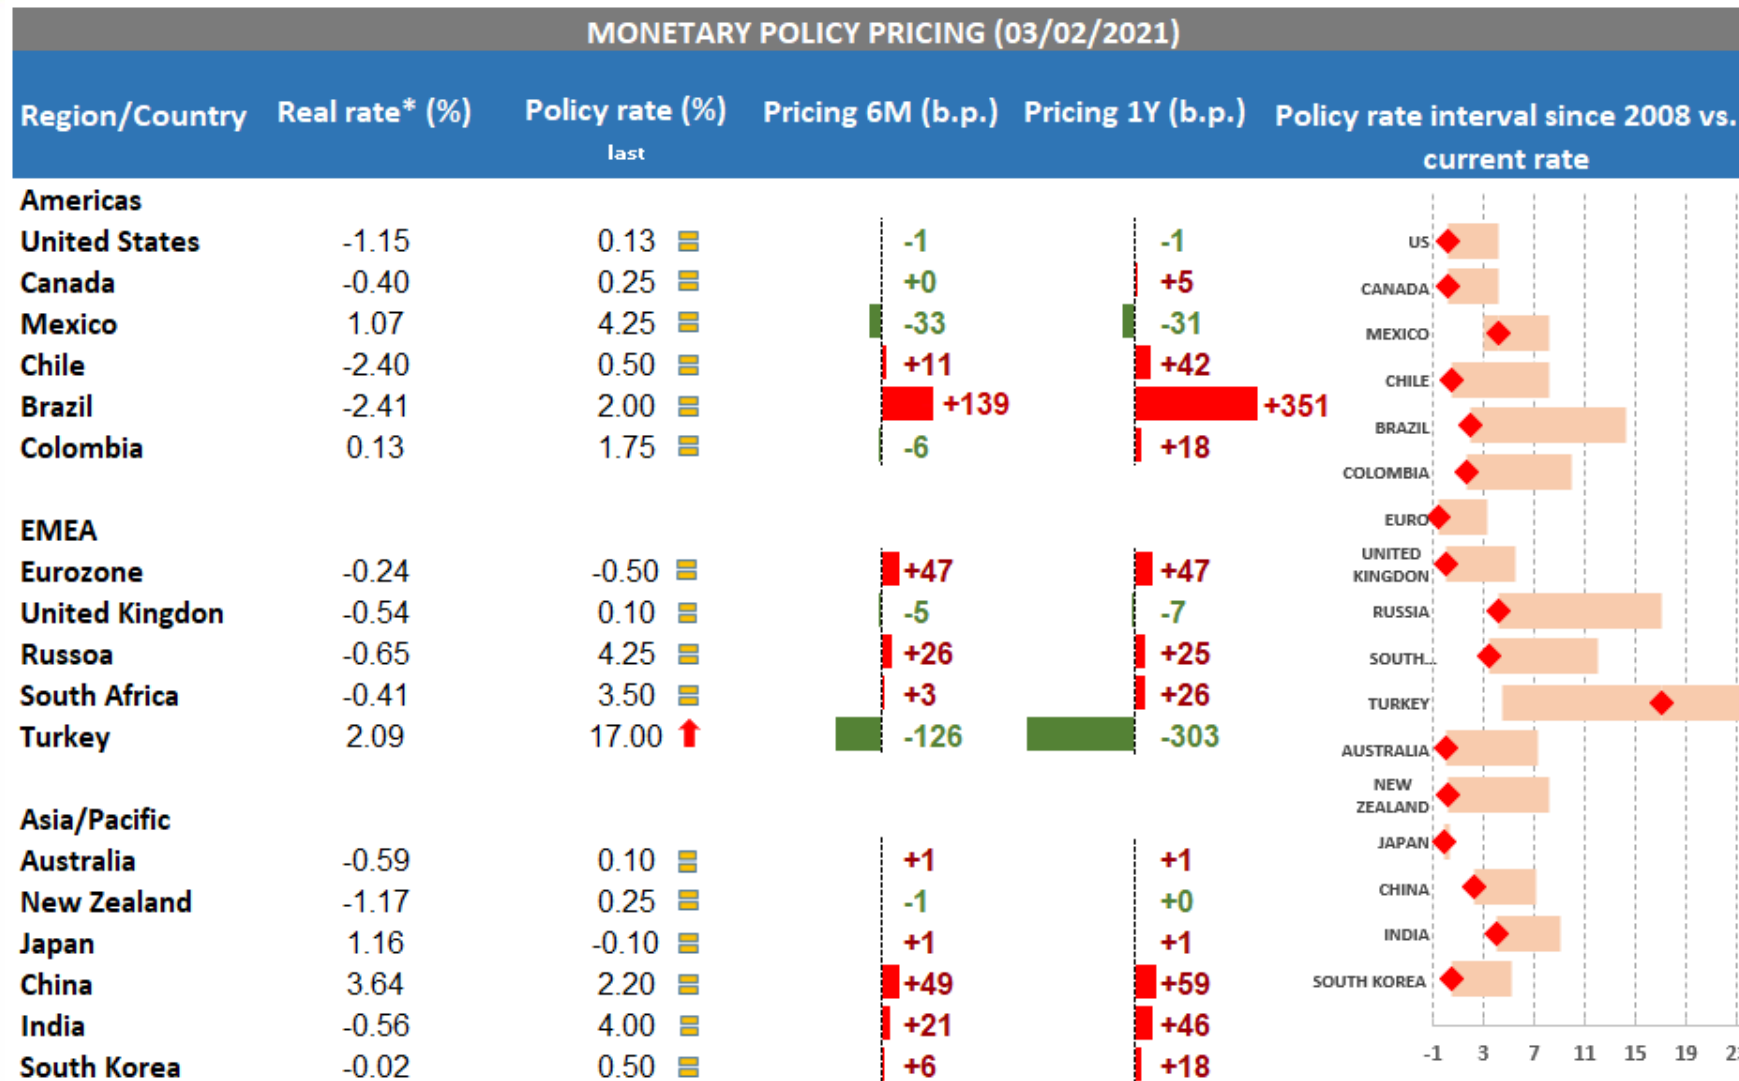 MONETARY POLICY PRICING (03/02/2021)
Region/Country Real rate* (%) Policy rate (%) last Pricing 6M (b.p.) Pricing 1Y (b.p.) Policy rate interval since 2008 vs. current rate
Americas
United States -1.15 0.13 -1 -1
Canada -0.40 0.25 +0 +5
Mexico 1.07 4.25 -33 -31
Chile -2.40 0.50 +11 +42
Brazil -2.41 2.00 +139 +351
Colombia 0.13 1.75 -6 +18
EMEA
Eurozone -0.24 -0.50 +47 +47
United Kingdon -0.54 0.10 -5 -7
Russoa -0.65 4.25 +26 +25
South Africa -0.41 3.50 +3 +26
Turkey 2.09 17.00 -126 -303
Asia/Pacific
Australia -0.59 0.10 +1 +1
New Zealand -1.17 0.25 -1 +0
Japan 1.16 -0.10 +1 +1
China 3.64 2.20 +49 +59
India -0.56 4.00 +21 +46
South Korea -0.02 0.50 +6 +18
US
CANADA
MEXICO
CHILE
BRAZIL
COLOMBIA
EURO
UNITED
KINGDON
RUSSIA
SOUTH...
TURKEY
AUSTRALIA
NEW
ZEALAND
JAPAN
CHINA
INDIA
SOUTH KOREA
-1 3 7 11 15 19